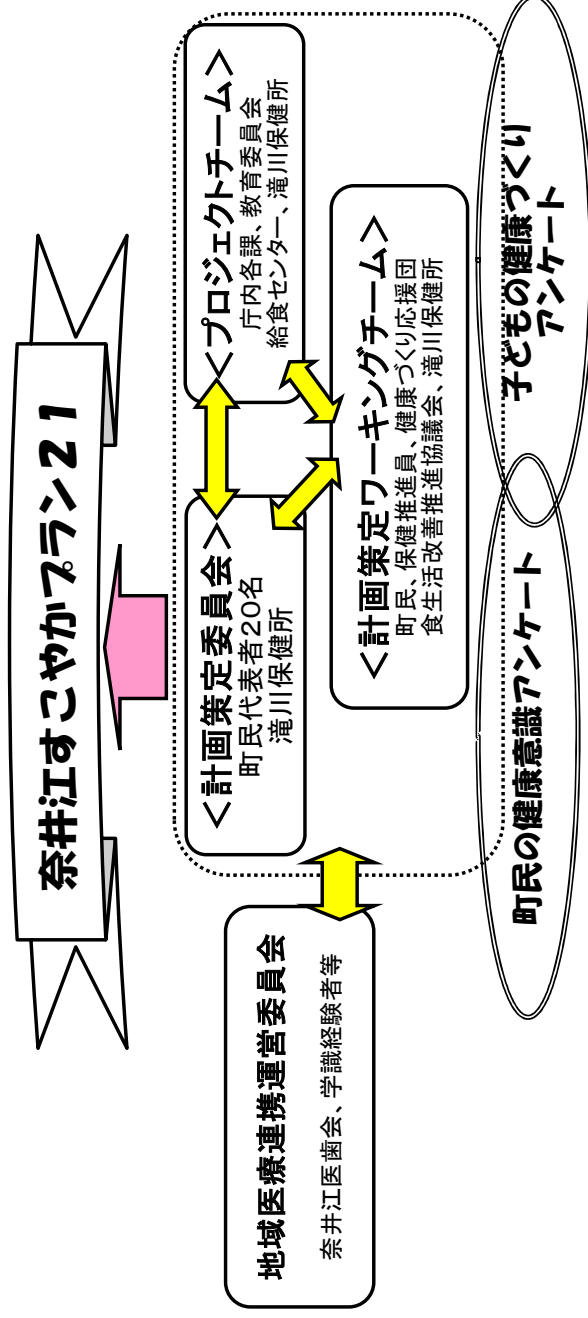 奈井江すこやかプラン21
地域医療連携運営委員会
奈井江医歯会、学識経験者等
＜計画策定委員会＞
町民代表者20名
滝川保健所
＜プロジェクトチーム＞
庁内各課、教育委員会
給食センター、滝川保健所
＜計画策定ワーキングチーム＞
町民、保健推進員、健康づくり応援団
食生活改善推進協議会、滝川保健所
町民の健康意識アンケート
子どもの健康づくり
アンケート